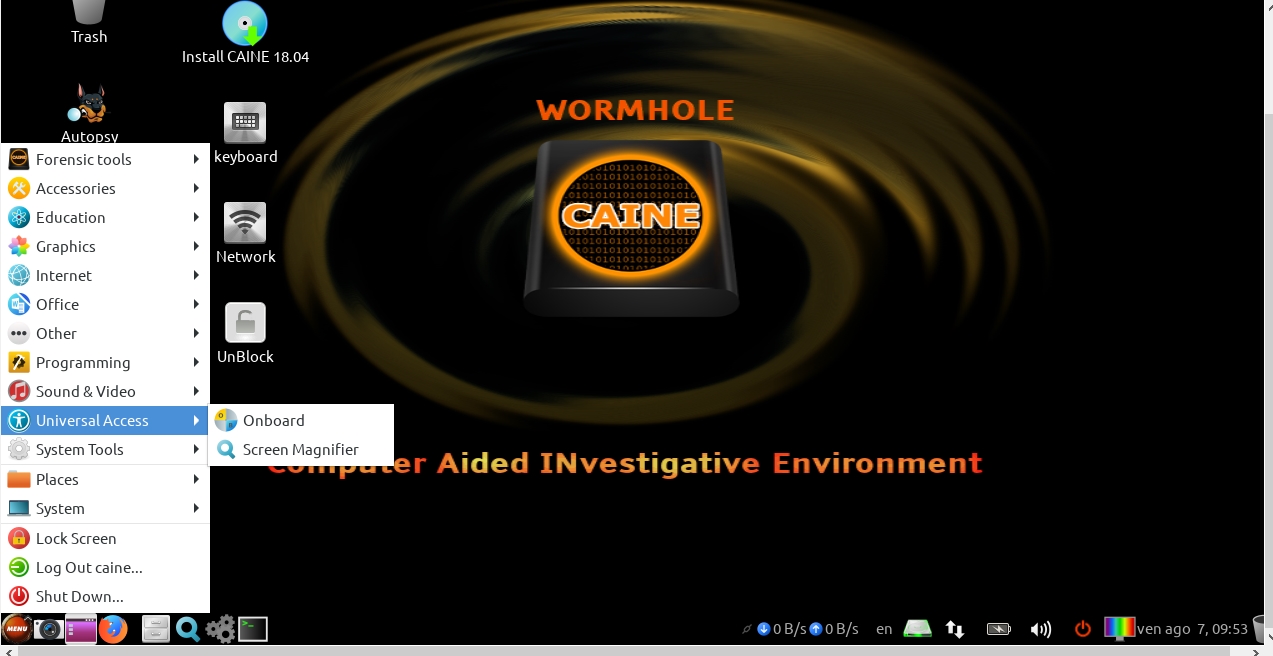 Trash
Install CAINE 18.04
Autopsy
keyboard
Network
UnBlock
WORMHOLE
CAINE
Computer Aided INvestigative Environment
Forensic tools
Accessories
Education
Graphics
Internet
Office
Other
Programming
Sound & Video
Universal Access
System Tools
Places
System
Lock Screen
Log Out caine...
Shut Down...
Onboard
Screen Magnifier
MENU
0 B/s 0 B/s
en
ven ago 7, 09:53